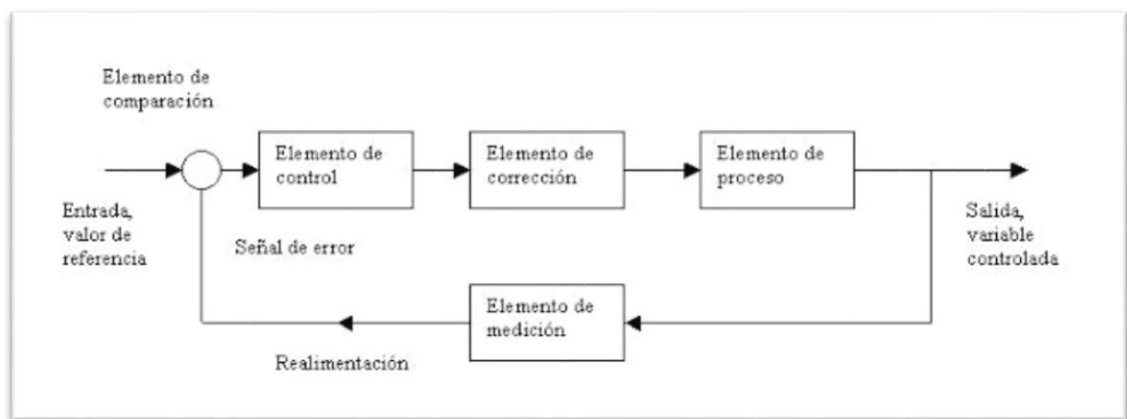 Elemento de
comparación
Elemento de
control
Elemento de
corrección
Elemento de
proceso
Entrada,
valor de
referencia
Señal de error
Salida,
variable
controlada
Elemento de
medición
Realimentación